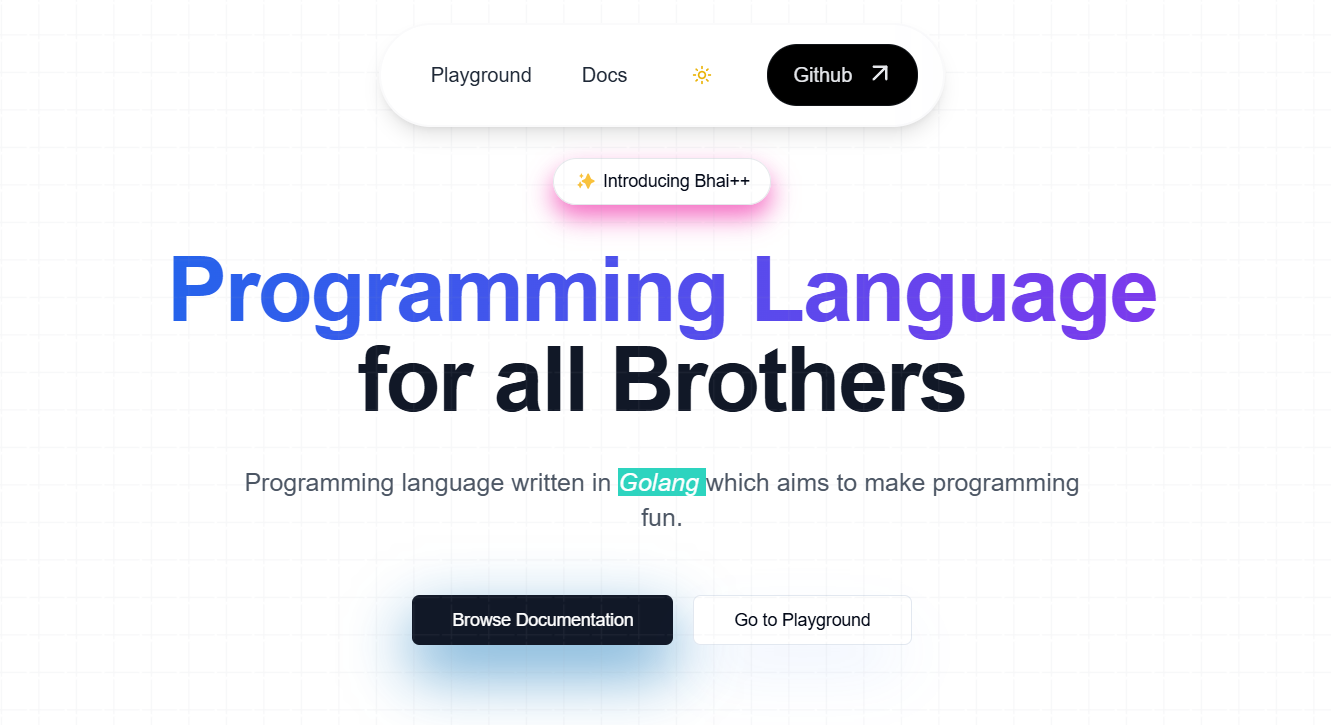 Playground Docs Github
Introducing Bhai++
Programming Language
for all Brothers
Programming language written in Golang which aims to make programming
fun.
Browse Documentation Go to Playground